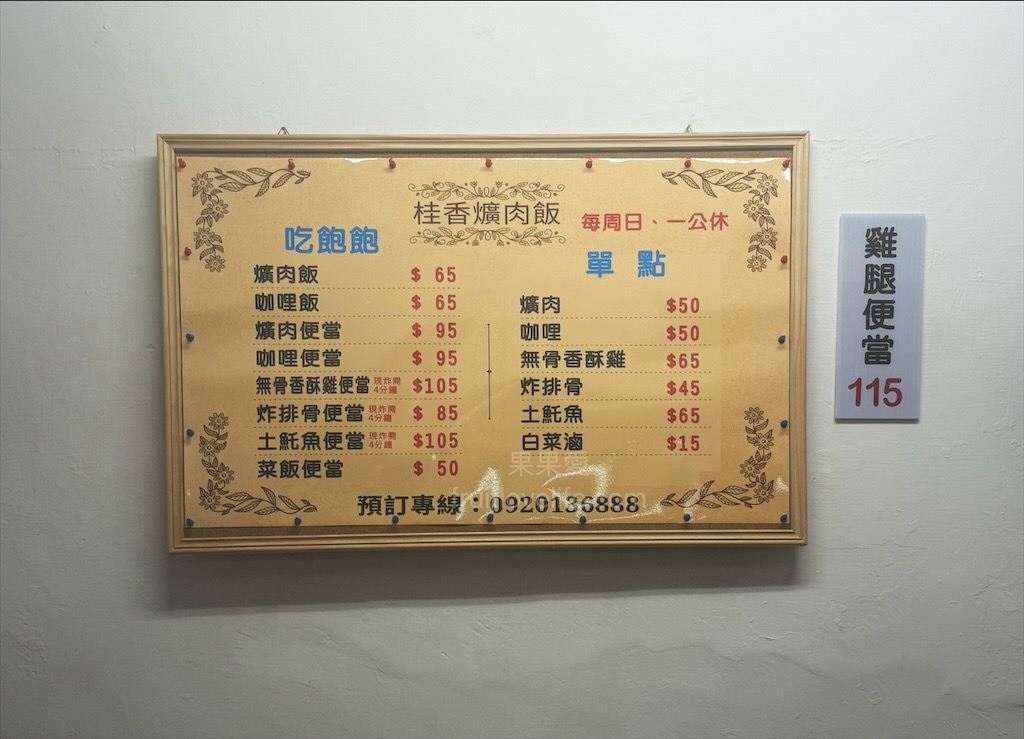 桂香爌肉飯
每周日、一公休
吃飽飽
爌肉飯 $ 65
咖哩飯 $ 65
爌肉便當 $ 95
咖哩便當 $ 95
無骨香酥雞便當 現炸需4分鐘 $105
炸排骨便當 現炸需4分鐘 $ 85
土魠魚便當 現炸需4分鐘 $105
菜飯便當 $ 50
單點
爌肉 $50
咖哩 $50
無骨香酥雞 $65
炸排骨 $45
土魠魚 $65
白菜滷 $15
預訂專線：0920136888
雞腿便當
115
果果愛